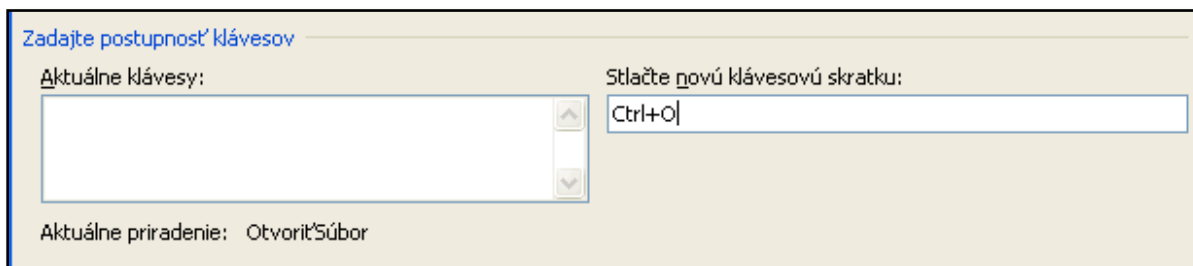 Zadajte postupnosť klávesov
Aktuálne klávesy:
Stlačte novú klávesovú skratku:
Ctrl+O
Aktuálne priradenie: OtvoriťSúbor